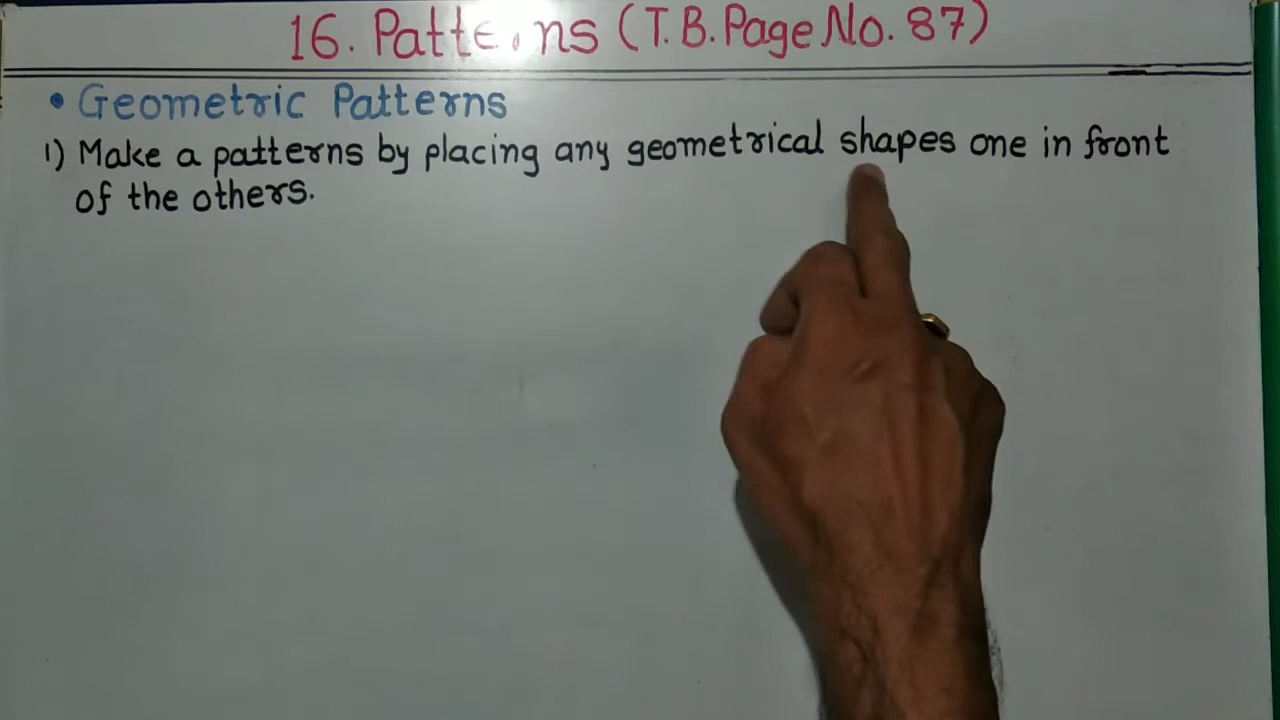 16. Patterns (T.B. Page No. 87)
• Geometric Patterns
1) Make a patterns by placing any geometrical shapes one in front
of the others.